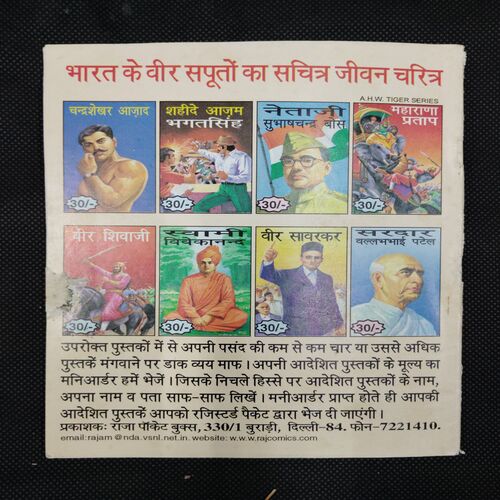 भारत के वीर सपूतों का सचित्र जीवन चरित्र
A.H.W. TIGER SERIES
चन्द्रशेखर आज़ाद
30/-
शहीदे आज़म
भगतसिंह
30/-
नेताजी
सुभाषचन्द्र बोस
30/-
महाराणा
प्रताप
30/-
वीर शिवाजी
30/-
स्वामी
विवेकानन्द
30/-
वीर सावरकर
30/-
सरदार
वल्लभभाई पटेल
30/-
उपरोक्त पुस्तकों में से अपनी पसंद की कम से कम चार या उससे अधिक
पुस्तकें मंगवाने पर डाक व्यय माफ। अपनी आदेशित पुस्तकों के मूल्य का
मनिआर्डर हमें भेजें। जिसके निचले हिस्से पर आदेशित पुस्तकों के नाम,
अपना नाम व पता साफ-साफ लिखें। मनीआर्डर प्राप्त होते ही आपकी
आदेशित पुस्तकें आपको रजिस्टर्ड पैकेट द्वारा भेज दी जाएंगी।
प्रकाशकः राजा पॉकेट बुक्स, 330/1 बुराड़ी, दिल्ली-84. फोन-7221410.
email:rajam@nda.vsnl.net.in. website: www.rajcomics.com